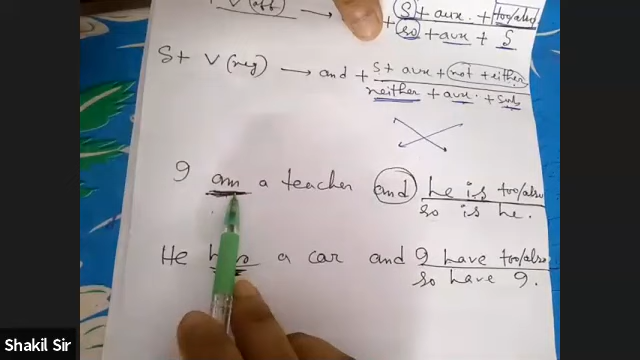 V (aff) → S + aux. + too/also
+ so + aux + S
S + V (neg) → and + S + aux + not + either
neither + aux. + sub
I am a teacher and he is too/also
so is he.
He has a car and I have too/also
so have I.
Shakil Sir